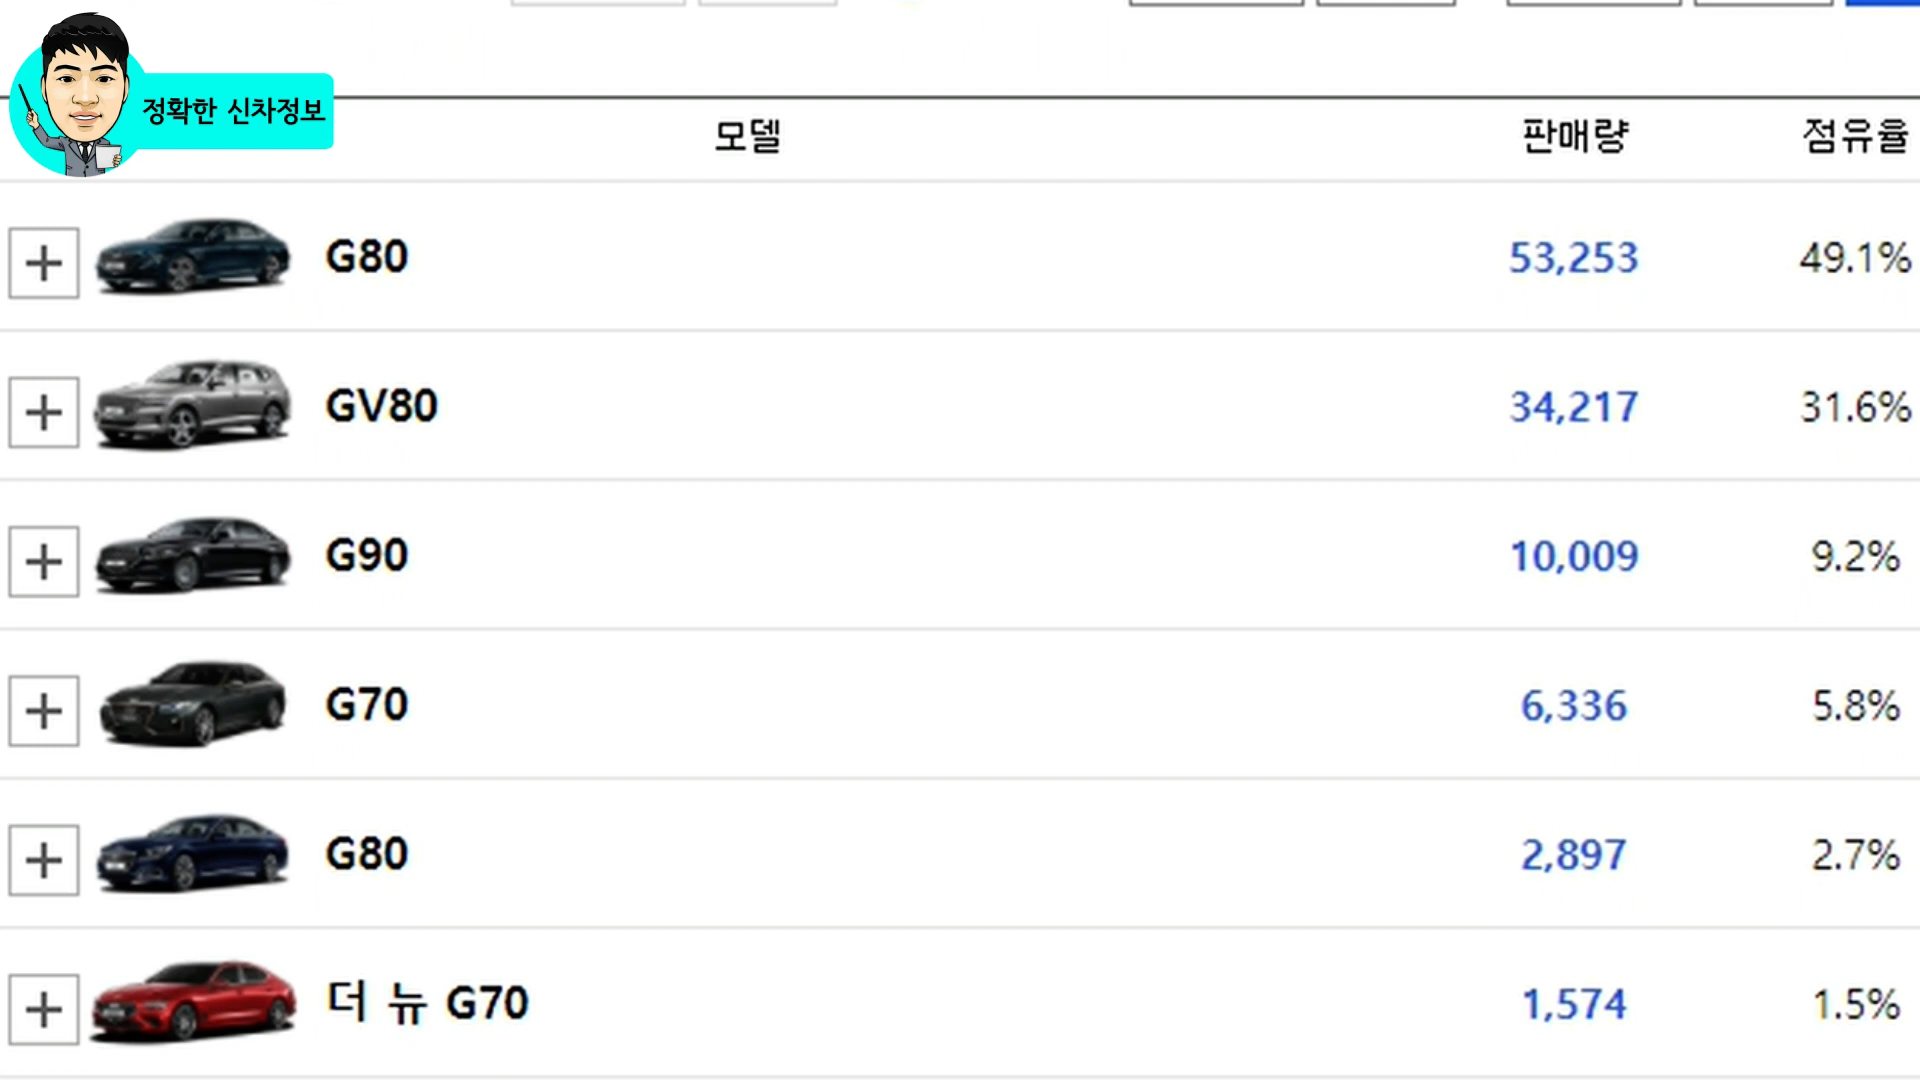 정확한 신차정보
모델 판매량 점유율
G80 53,253 49.1%
GV80 34,217 31.6%
G90 10,009 9.2%
G70 6,336 5.8%
G80 2,897 2.7%
더 뉴 G70 1,574 1.5%